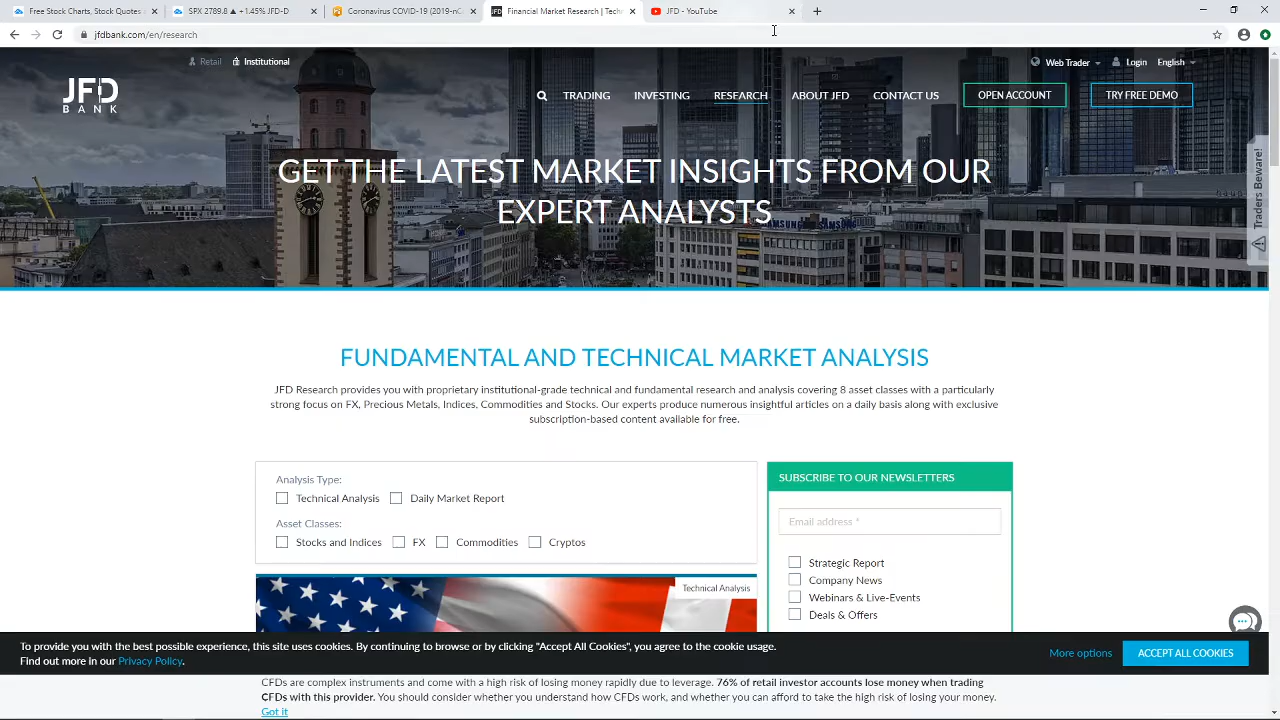 Free Stock Charts, Stock Quotes
SPX 2789.8 ▲ +1.45% JFD-D
Coronavirus COVID-19 (2019-nC
Financial Market Research | Tech
JFD - YouTube
jfdbank.com/en/research
Retail
Institutional
Web Trader
Login
English
JFD
BANK
TRADING
INVESTING
RESEARCH
ABOUT JFD
CONTACT US
OPEN ACCOUNT
TRY FREE DEMO
GET THE LATEST MARKET INSIGHTS FROM OUR
EXPERT ANALYSTS
SAMSUNG
Traders Beware!
FUNDAMENTAL AND TECHNICAL MARKET ANALYSIS
JFD Research provides you with proprietary institutional-grade technical and fundamental research and analysis covering 8 asset classes with a particularly
strong focus on FX, Precious Metals, Indices, Commodities and Stocks. Our experts produce numerous insightful articles on a daily basis along with exclusive
subscription-based content available for free.
Analysis Type:
Technical Analysis
Daily Market Report
Asset Classes:
Stocks and Indices
FX
Commodities
Cryptos
Technical Analysis
SUBSCRIBE TO OUR NEWSLETTERS
Email address *
Strategic Report
Company News
Webinars & Live-Events
Deals & Offers
To provide you with the best possible experience, this site uses cookies. By continuing to browse or by clicking "Accept All Cookies", you agree to the cookie usage.
Find out more in our Privacy Policy.
More options
ACCEPT ALL COOKIES
CFDs are complex instruments and come with a high risk of losing money rapidly due to leverage. 76% of retail investor accounts lose money when trading
CFDs with this provider. You should consider whether you understand how CFDs work, and whether you can afford to take the high risk of losing your money.
Got it